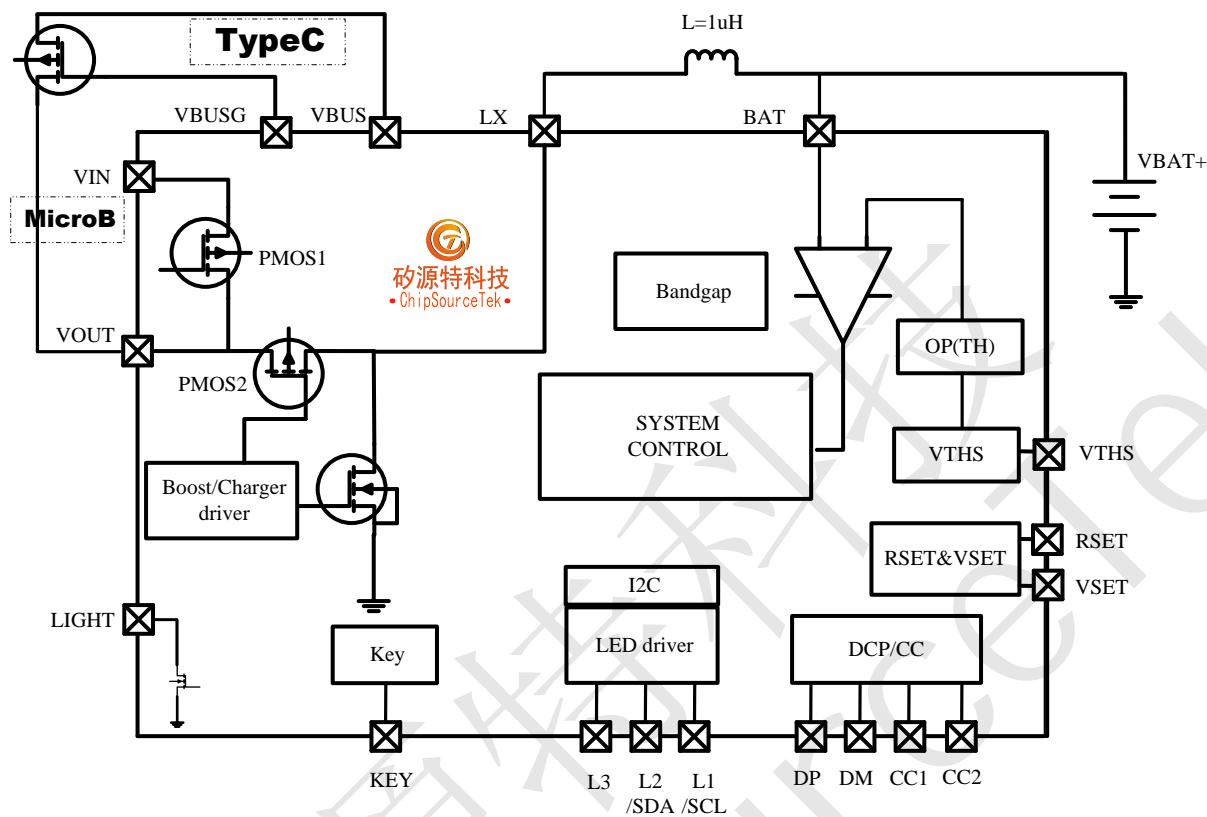 TypeC
L=1uH
VBUSG
VBUS
LX
BAT
VIN
VBAT+
MicroB
PMOS1
矽源特科技
•ChipSourceTek•
Bandgap
VOUT
OP(TH)
PMOS2
SYSTEM
CONTROL
VTHS
VTHS
Boost/Charger
driver
RSET&VSET
RSET
VSET
I2C
LIGHT
Key
LED driver
DCP/CC
KEY
L3
L2
/SDA
L1
/SCL
DP
DM
CC1
CC2